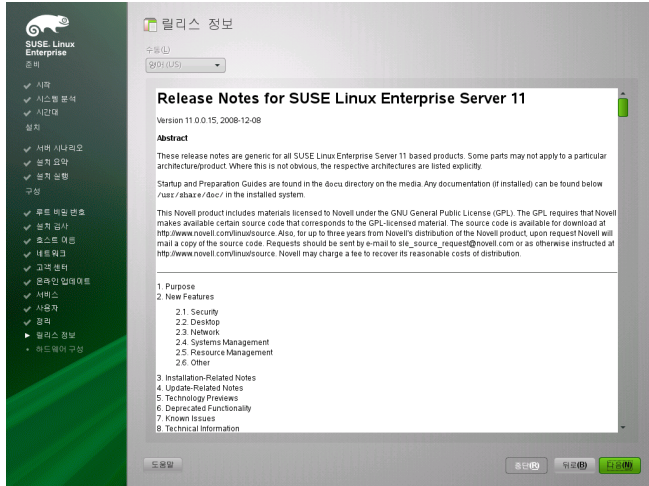 SUSE. Linux
Enterprise
준비
시작
시스템 분석
시간대
설치
서버 시나리오
설치 요약
설치 실행
구성
루트 비밀 번호
설치 검사
호스트 이름
네트워크
고객 센터
온라인 업데이트
서비스
사용자
정리
릴리스 정보
하드웨어 구성
릴리스 정보
수동(L)
영어 (US)
Release Notes for SUSE Linux Enterprise Server 11
Version 11.0.0.15, 2008-12-08
Abstract
These release notes are generic for all SUSE Linux Enterprise Server 11 based products. Some parts may not apply to a particular
architecture/product. Where this is not obvious, the respective architectures are listed explicitly.
Startup and Preparation Guides are found in the docu directory on the media. Any documentation (if installed) can be found below
/usr/share/doc/ in the installed system.
This Novell product includes materials licensed to Novell under the GNU General Public License (GPL). The GPL requires that Novell
makes available certain source code that corresponds to the GPL-licensed material. The source code is available for download at
http://www.novell.com/linux/source. Also, for up to three years from Novell's distribution of the Novell product, upon request Novell will
mail a copy of the source code. Requests should be sent by e-mail to sle_source_request@novell.com or as otherwise instructed at
http://www.novell.com/linux/source. Novell may charge a fee to recover its reasonable costs of distribution.
1. Purpose
2. New Features
2.1. Security
2.2. Desktop
2.3. Network
2.4. Systems Management
2.5. Resource Management
2.6. Other
3. Installation-Related Notes
4. Update-Related Notes
5. Technology Previews
6. Deprecated Functionality
7. Known Issues
8. Technical Information
도움말
중단(R)
뒤로(B)
다음(N)